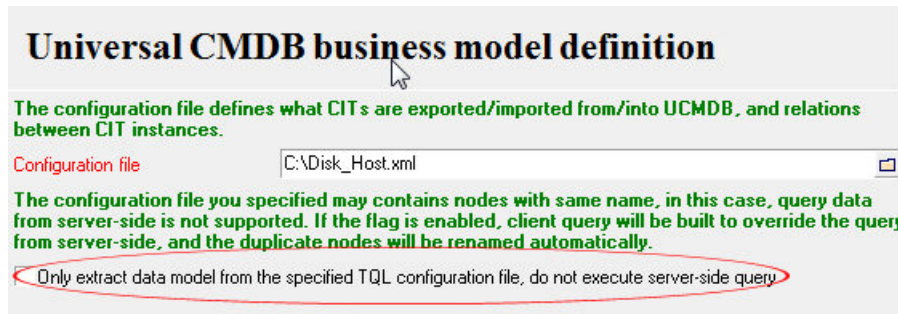 Universal CMDB business model definition
The configuration file defines what CITs are exported/imported from/into UCMDB, and relations
between CIT instances.
Configuration file C:\Disk_Host.xml
The configuration file you specified may contains nodes with same name, in this case, query data
from server-side is not supported. If the flag is enabled, client query will be built to override the query
from server-side, and the duplicate nodes will be renamed automatically.
Only extract data model from the specified TQL configuration file, do not execute server-side query